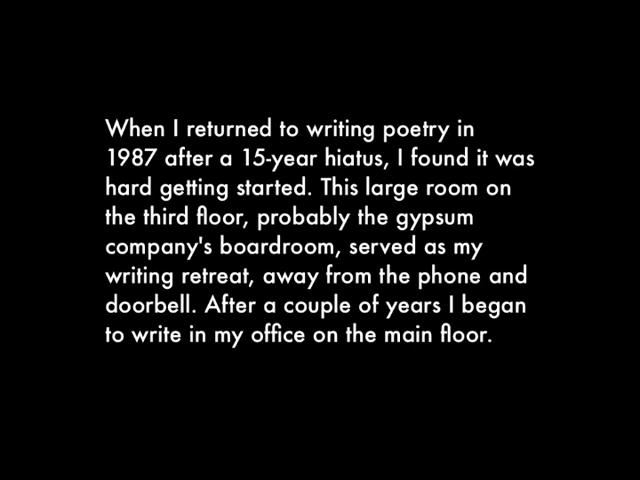 When I returned to writing poetry in
1987 after a 15-year hiatus, I found it was
hard getting started. This large room on
the third floor, probably the gypsum
company's boardroom, served as my
writing retreat, away from the phone and
doorbell. After a couple of years I began
to write in my office on the main floor.